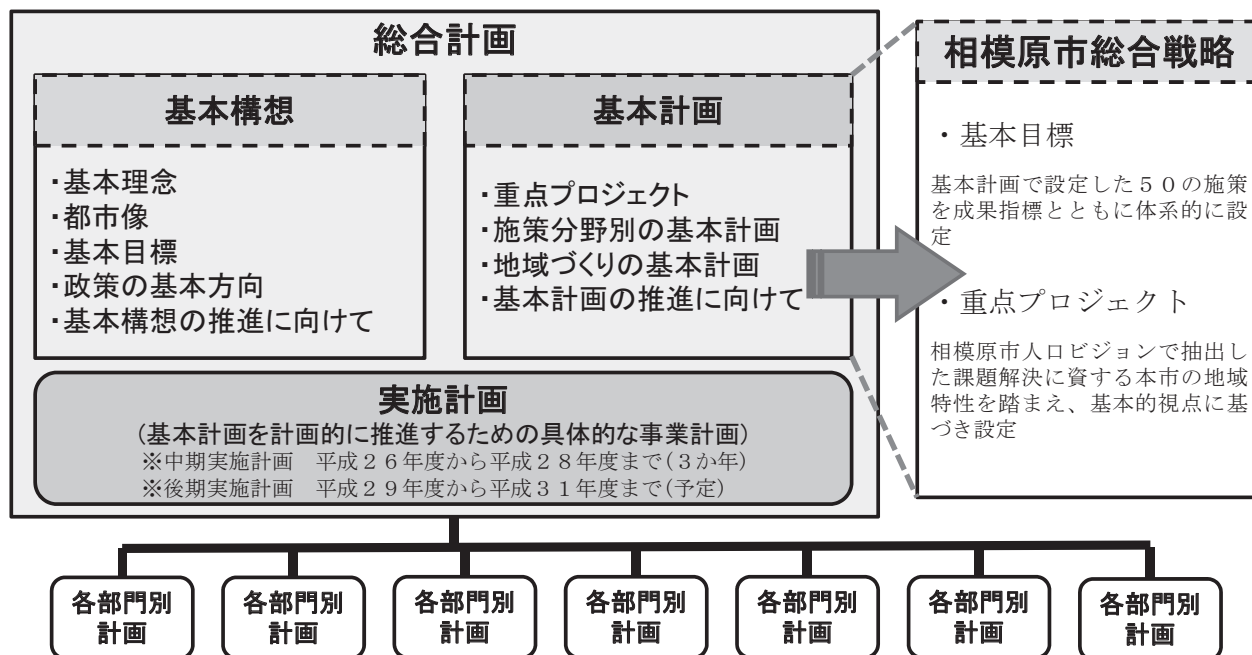 総合計画
基本構想
・基本理念
・都市像
・基本目標
・政策の基本方向
・基本構想の推進に向けて
基本計画
・重点プロジェクト
・施策分野別の基本計画
・地域づくりの基本計画
・基本計画の推進に向けて
実施計画
(基本計画を計画的に推進するための具体的な事業計画)
※中期実施計画　平成２６年度から平成２８年度まで(３か年)
※後期実施計画　平成２９年度から平成３１年度まで(予定)
相模原市総合戦略
・基本目標
基本計画で設定した５０の施策
を成果指標とともに体系的に設
定
・重点プロジェクト
相模原市人口ビジョンで抽出し
た課題解決に資する本市の地域
特性を踏まえ、基本的視点に基
づき設定
各部門別
計画
各部門別
計画
各部門別
計画
各部門別
計画
各部門別
計画
各部門別
計画
各部門別
計画